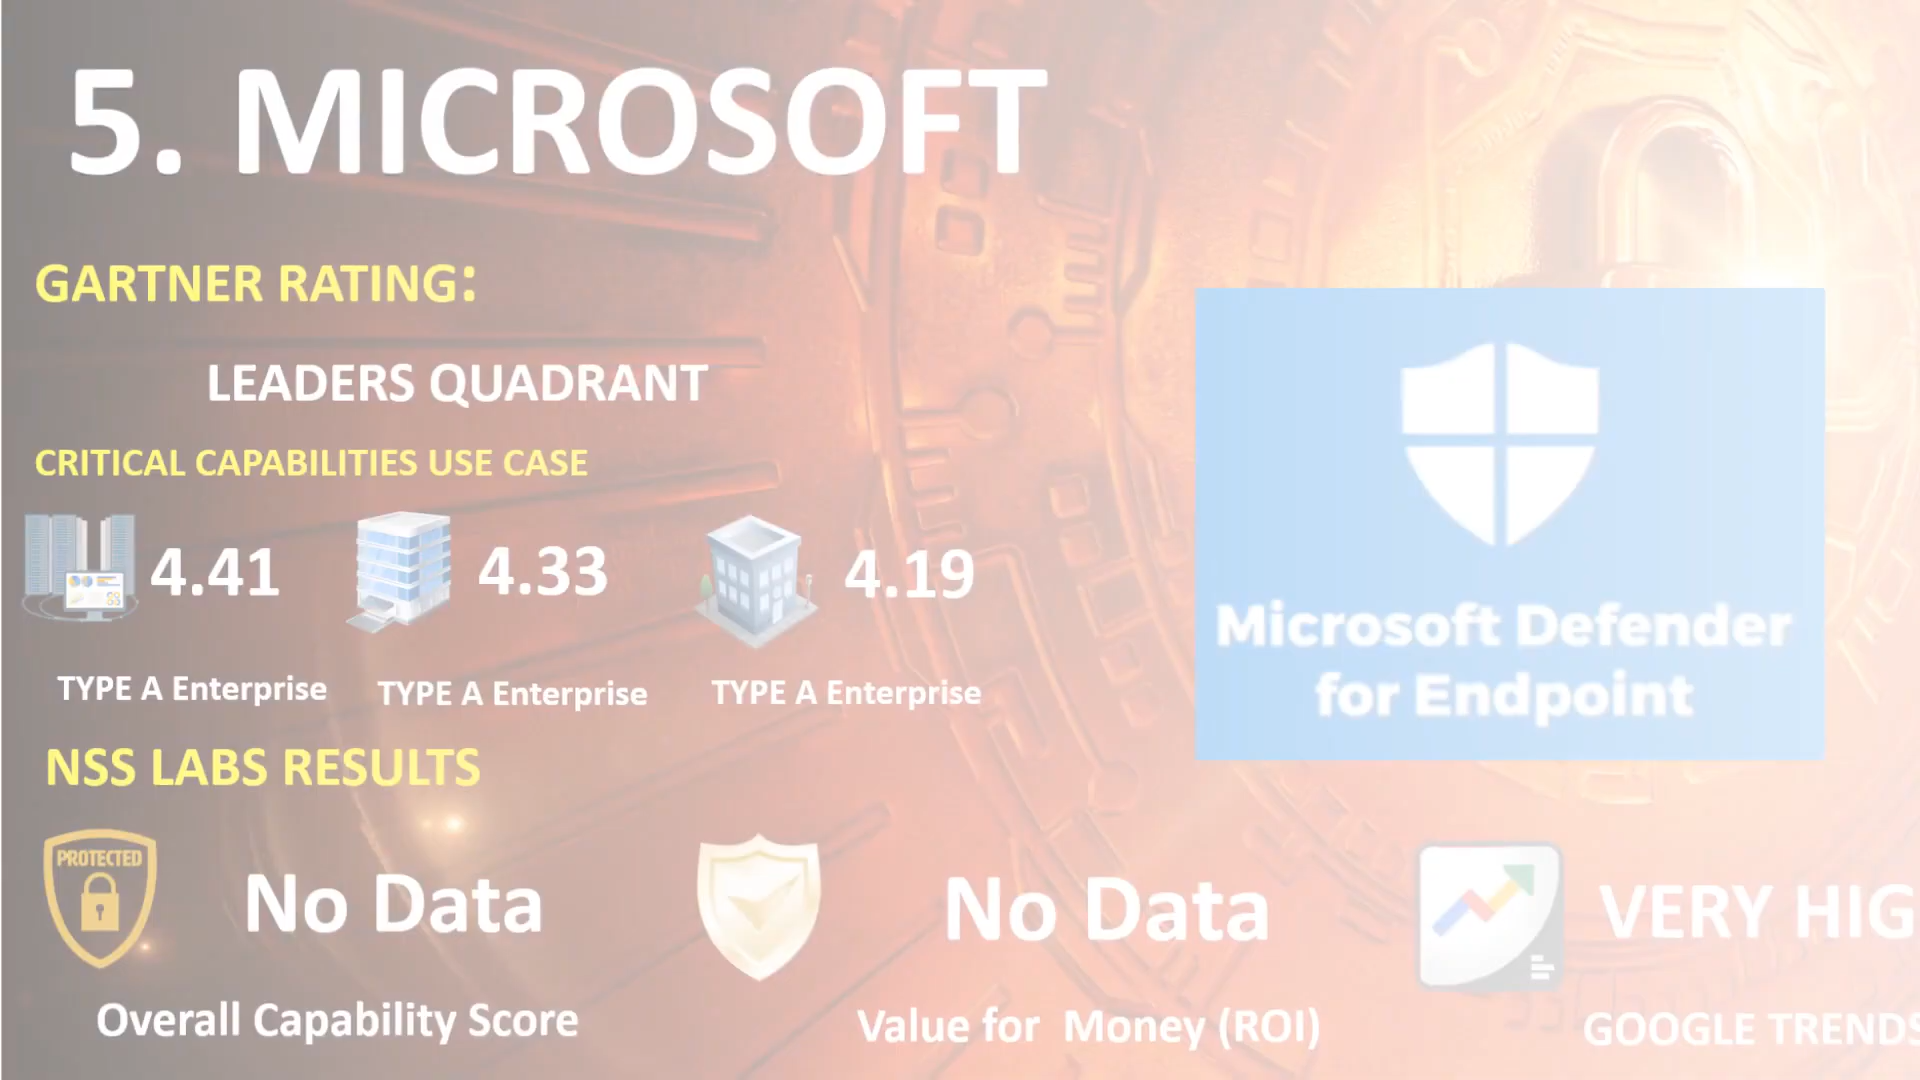 5. MICROSOFT
GARTNER RATING:
LEADERS QUADRANT
CRITICAL CAPABILITIES USE CASE
4.41
4.33
4.19
TYPE A Enterprise
TYPE A Enterprise
TYPE A Enterprise
Microsoft Defender
for Endpoint
NSS LABS RESULTS
PROTECTED
No Data
No Data
VERY HIG
Overall Capability Score
Value for Money (ROI)
GOOGLE TRENDS